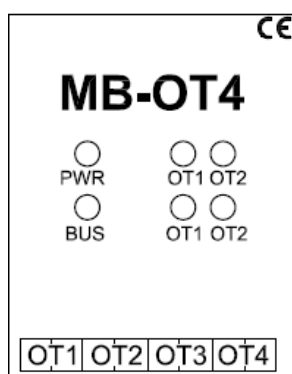 CE
MB-OT4
PWR OT1 OT2
BUS OT1 OT2
OT1 OT2 OT3 OT4